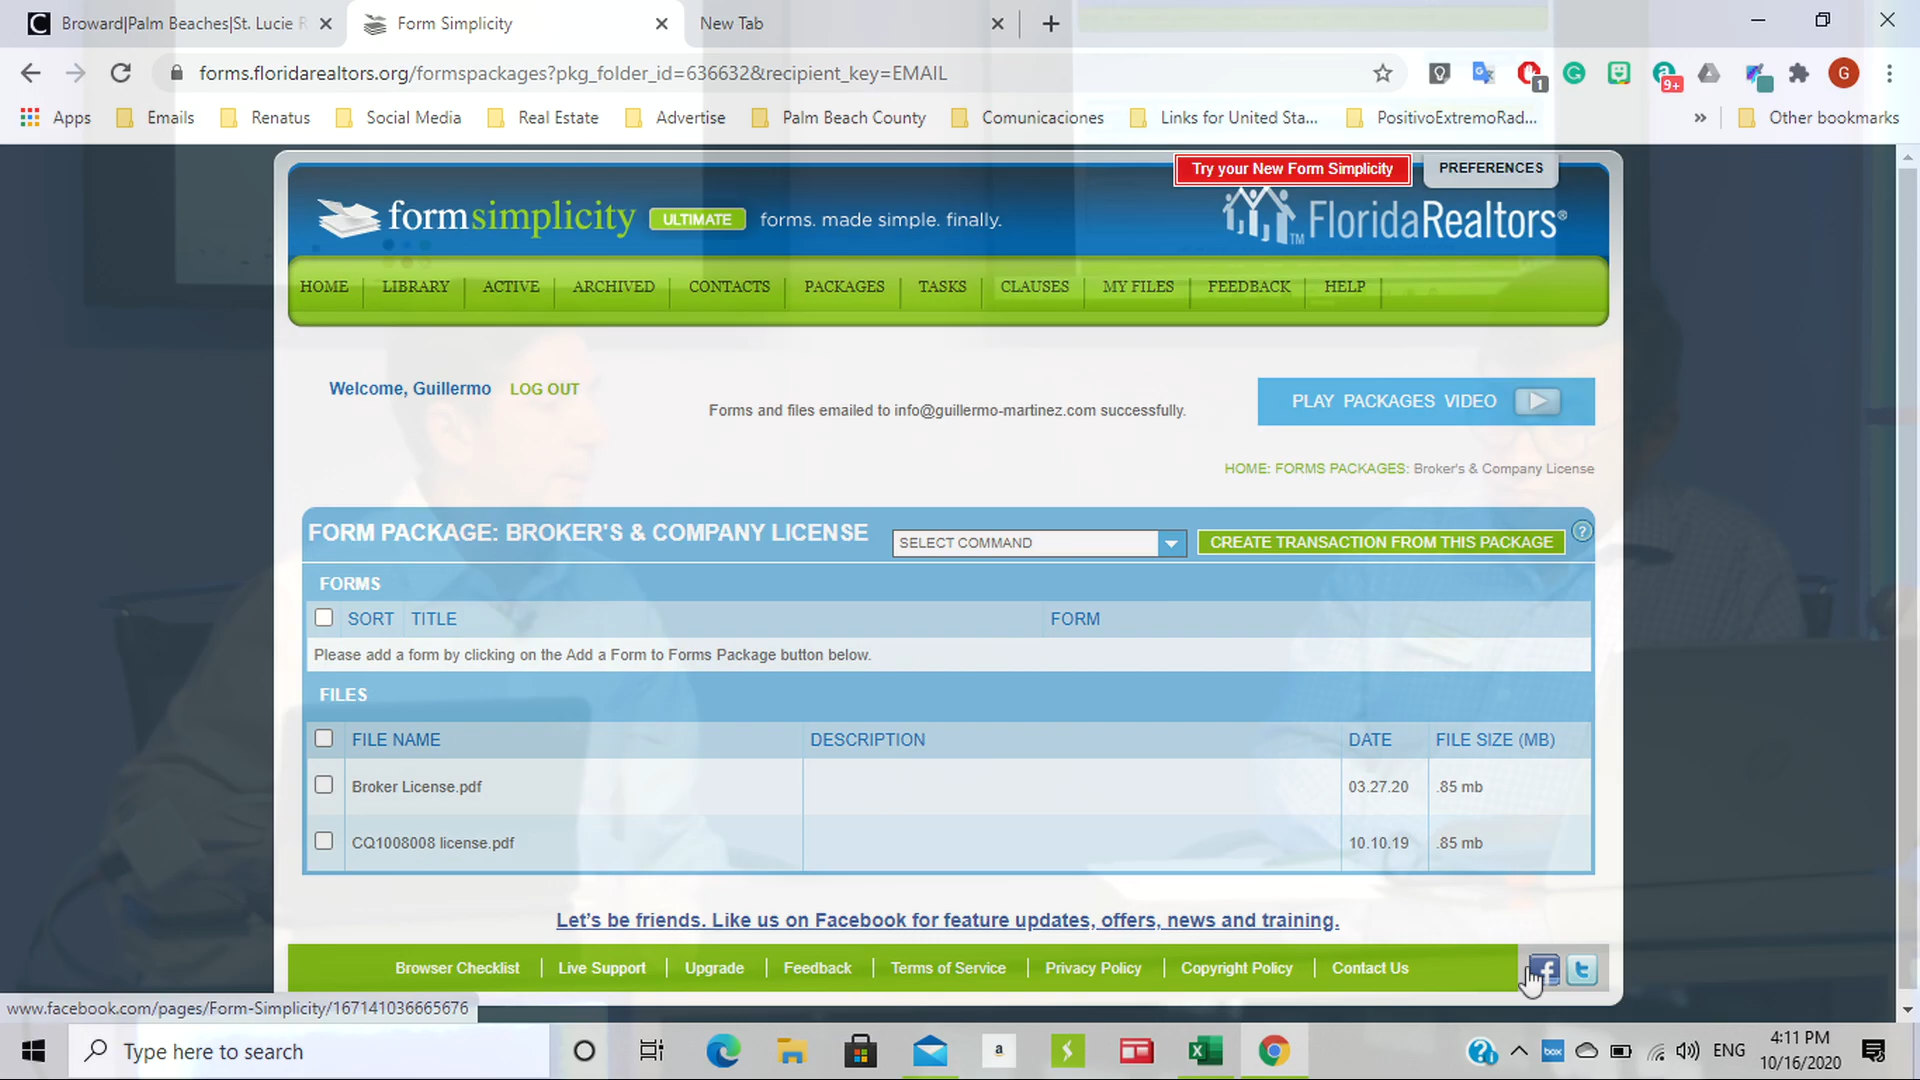 Broward|Palm Beaches|St. Lucie R
Form Simplicity
New Tab
forms.floridarealtors.org/formspackages?pkg_folder_id=636632&recipient_key=EMAIL
1
9+
G
Apps
Emails
Renatus
Social Media
Real Estate
Advertise
Palm Beach County
Comunicaciones
Links for United Sta...
PositivoExtremoRad...
»
Other bookmarks
Try your New Form Simplicity
PREFERENCES
formsimplicity
ULTIMATE
forms. made simple. finally.
TM FloridaRealtors®
HOME
LIBRARY
ACTIVE
ARCHIVED
CONTACTS
PACKAGES
TASKS
CLAUSES
MY FILES
FEEDBACK
HELP
Welcome, Guillermo
LOG OUT
Forms and files emailed to info@guillermo-martinez.com successfully.
PLAY PACKAGES VIDEO
HOME: FORMS PACKAGES: Broker's & Company License
FORM PACKAGE: BROKER'S & COMPANY LICENSE
SELECT COMMAND
CREATE TRANSACTION FROM THIS PACKAGE
?
FORMS
SORT TITLE FORM
Please add a form by clicking on the Add a Form to Forms Package button below.
FILES
FILE NAME DESCRIPTION DATE FILE SIZE (MB)
Broker License.pdf 03.27.20 .85 mb
CQ1008008 license.pdf 10.10.19 .85 mb
Let's be friends. Like us on Facebook for feature updates, offers, news and training.
Browser Checklist | Live Support | Upgrade | Feedback | Terms of Service | Privacy Policy | Copyright Policy | Contact Us
www.facebook.com/pages/Form-Simplicity/167141036665676
Type here to search
a
box
ENG
4:11 PM
10/16/2020